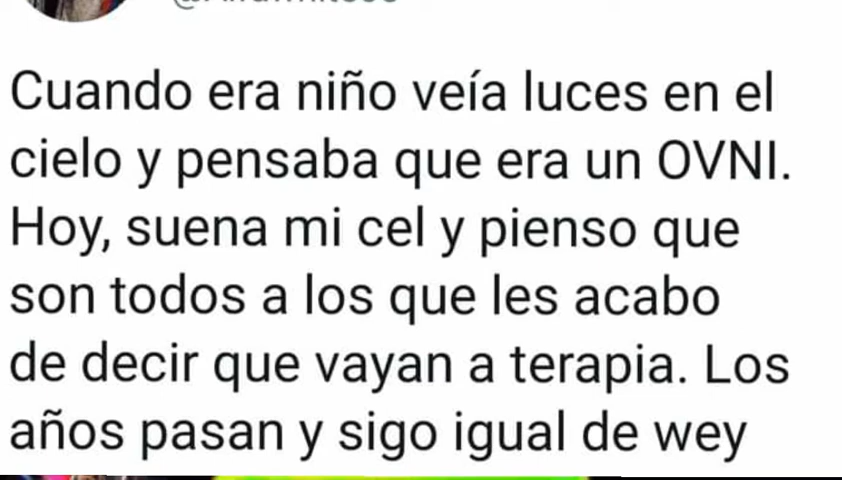 Cuando era niño veía luces en el
cielo y pensaba que era un OVNI.
Hoy, suena mi cel y pienso que
son todos a los que les acabo
de decir que vayan a terapia. Los
años pasan y sigo igual de wey